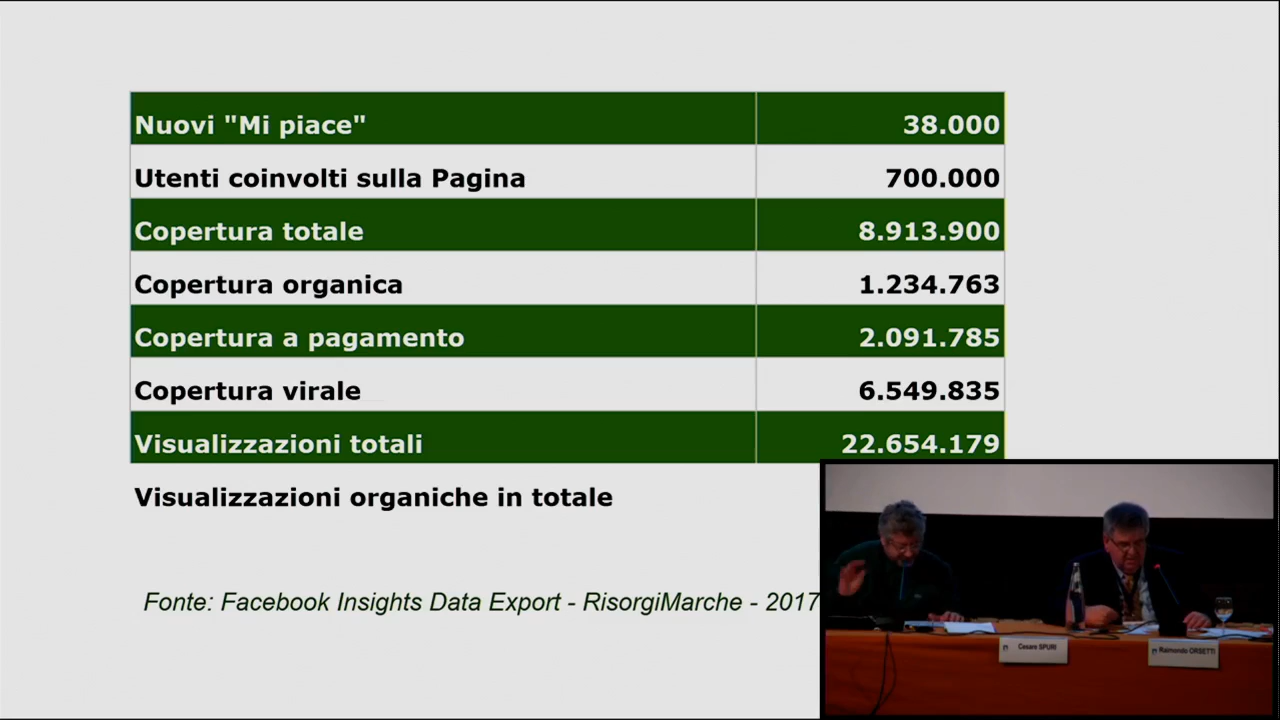 Nuovi "Mi piace" 38.000
Utenti coinvolti sulla Pagina 700.000
Copertura totale 8.913.900
Copertura organica 1.234.763
Copertura a pagamento 2.091.785
Copertura virale 6.549.835
Visualizzazioni totali 22.654.179
Visualizzazioni organiche in totale
Fonte: Facebook Insights Data Export - RisorgiMarche - 2017
Cesare SPURI
Raimondo ORSETTI